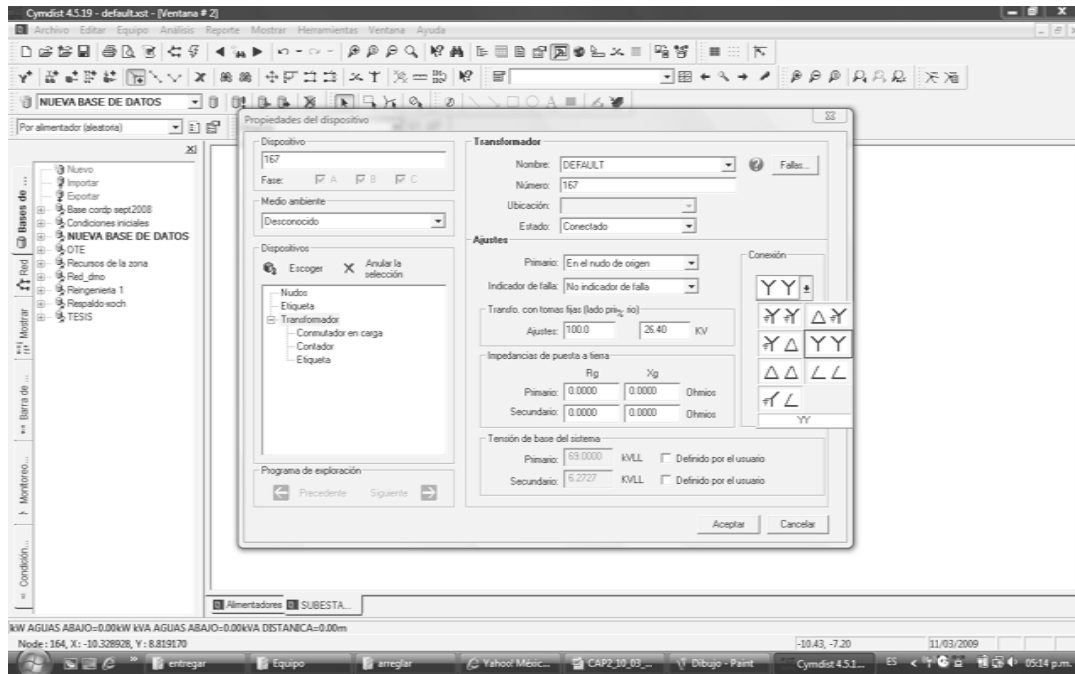 Cymdist 4.5.19 - default.xst - [Ventana # 2]
Archivo Editar Equipo Análisis Reporte Mostrar Herramientas Ventana Ayuda
NUEVA BASE DE DATOS
Por alimentador (aleatoria)
Nuevo
Importar
Exportar
Base cordp sept2008
Condiciones iniciales
NUEVA BASE DE DATOS
OTE
Recursos de la zona
Red_dmo
Reingenieria 1
Respaldo-xoch
TESIS
Bases de ...
Red
Mostrar
Barra de ...
Monitoreo...
Condición...
Propiedades del dispositivo
Dispositivo
167
Fase: A B C
Medio ambiente
Desconocido
Dispositivos
Escoger
Anular la selección
Nudos
Etiqueta
Transformador
Conmutador en carga
Contador
Etiqueta
Programa de exploración
Precedente Siguiente
Transformador
Nombre: DEFAULT
Fallas...
Número: 167
Ubicación:
Estado: Conectado
Ajustes
Primario: En el nudo de origen
Indicador de falla: No indicador de falla
Transfo. con tomas fijas (lado
Ajustes: 100.0 26.40 KV
Impedancias de puesta a tierra
Rg Xg
Primario: 0.0000 0.0000 Ohmios
Secundario: 0.0000 0.0000 Ohmios
Conexión
YY
Tensión de base del sistema
Primario: 69.0000 kVLL Definido por el usuario
Secundario: 6.2727 KVLL Definido por el usuario
Aceptar Cancelar
Alimentadores SUBESTA...
kW AGUAS ABAJO=0.00kW kVA AGUAS ABAJO=0.00kVA DISTANICA=0.00m
Node : 164, X : -10.328928, Y : 8.819170
-10.43, -7.20
11/03/2009
entregar
Equipo
arreglar
Yahoo! Méxic...
CAP2_10_03_...
Dibujo - Paint
Cymdist 4.5.1...
ES
05:14 p.m.